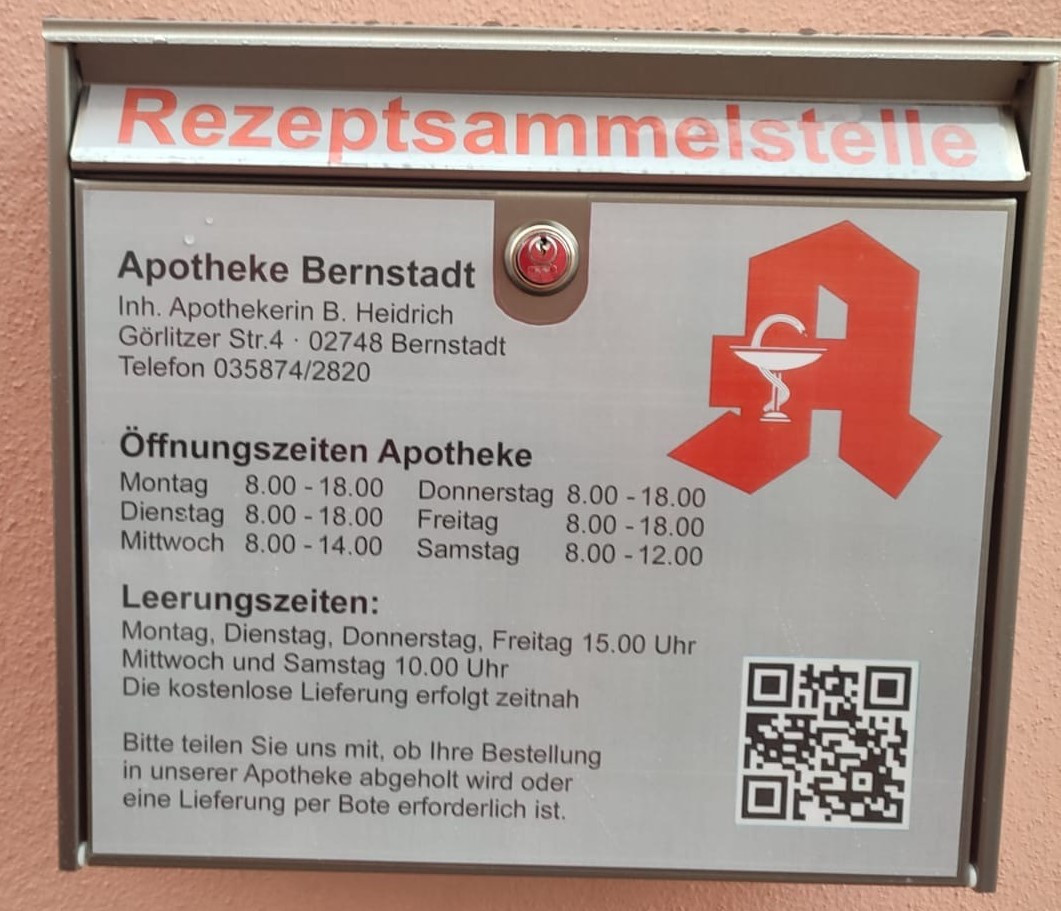 Rezeptsammelstelle
Apotheke Bernstadt
Inh. Apothekerin B. Heidrich
Görlitzer Str.4 · 02748 Bernstadt
Telefon 035874/2820
Öffnungszeiten Apotheke
Montag 8.00 - 18.00 Donnerstag 8.00 - 18.00
Dienstag 8.00 - 18.00 Freitag 8.00 - 18.00
Mittwoch 8.00 - 14.00 Samstag 8.00 - 12.00
Leerungszeiten:
Montag, Dienstag, Donnerstag, Freitag 15.00 Uhr
Mittwoch und Samstag 10.00 Uhr
Die kostenlose Lieferung erfolgt zeitnah
Bitte teilen Sie uns mit, ob Ihre Bestellung
in unserer Apotheke abgeholt wird oder
eine Lieferung per Bote erforderlich ist.